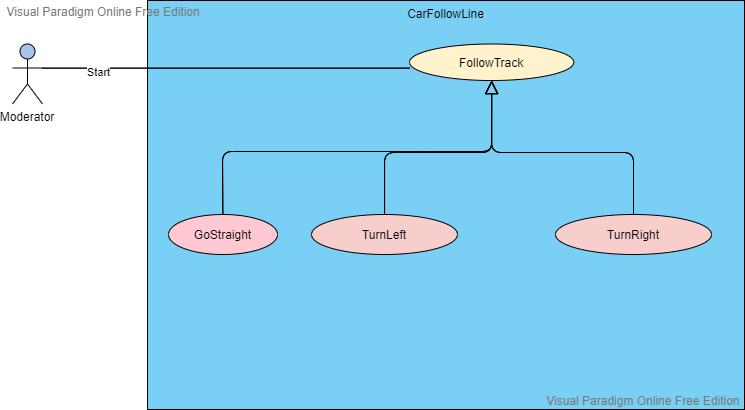 Visual Paradigm Online Free Edition
CarFollowLine
FollowTrack
Start
Moderator
GoStraight
TurnLeft
TurnRight
Visual Paradigm Online Free Edition